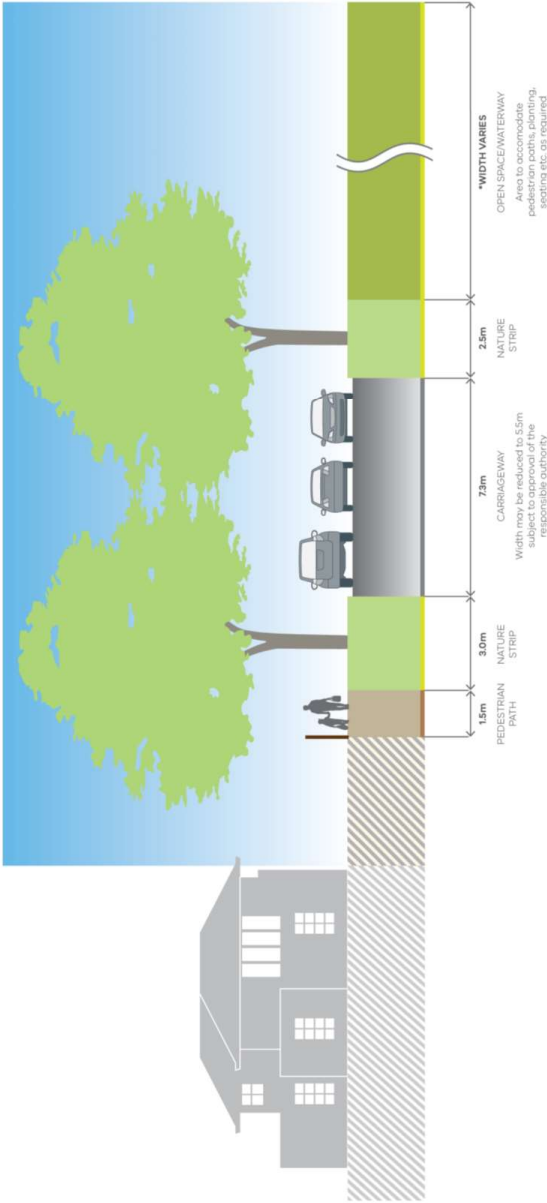 1.5m
PEDESTRIAN
PATH
3.0m
NATURE
STRIP
7.3m
CARRIAGEWAY
Width may be reduced to 5.5m
subject to approval of the
responsible authority
2.5m
NATURE
STRIP
*WIDTH VARIES
OPEN SPACE/WATERWAY
Area to accomodate
pedestrian paths, planting,
seating etc. as required